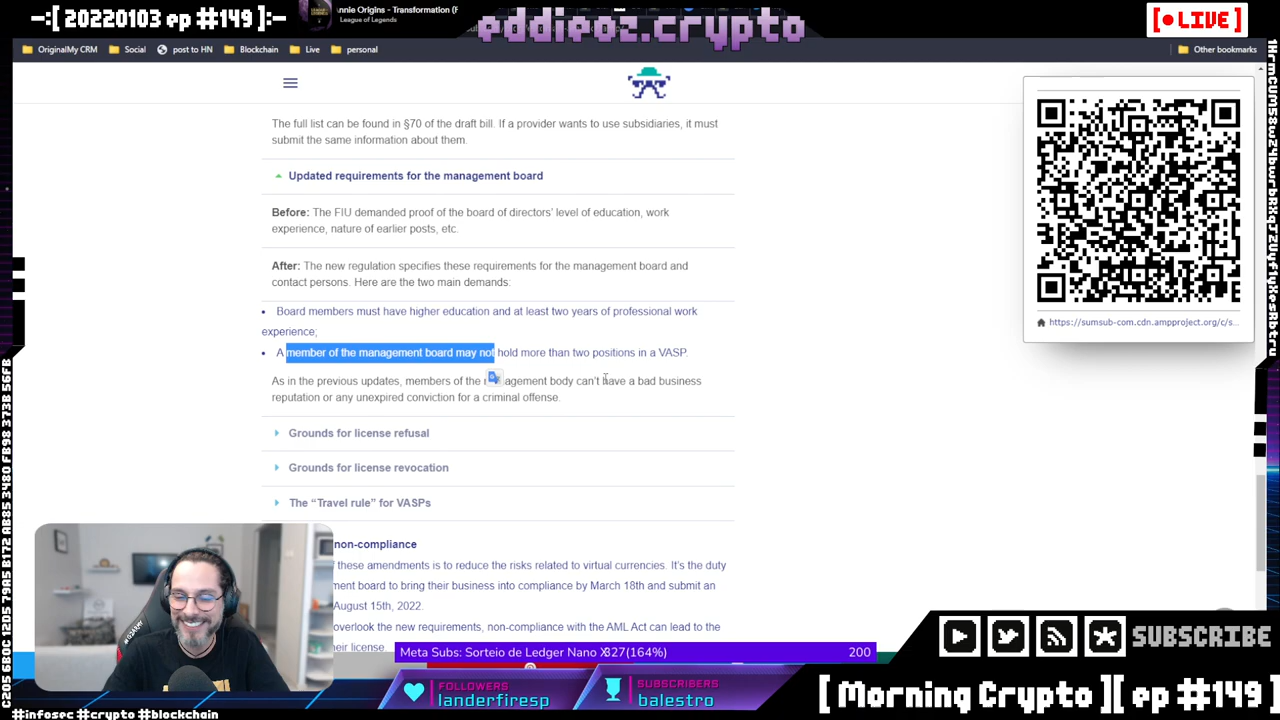 -:[ 20220103 ep #149 ]:-
nnie Origins - Transformation (F
League of Legends
eddieoz.crypto
[● LIVE]
OriginalMy CRM
Social
post to HN
Blockchain
Live
personal
Other bookmarks
The full list can be found in §70 of the draft bill. If a provider wants to use subsidiaries, it must
submit the same information about them.
Updated requirements for the management board
Before: The FIU demanded proof of the board of directors’ level of education, work
experience, nature of earlier posts, etc.
After: The new regulation specifies these requirements for the management board and
contact persons. Here are the two main demands:
• Board members must have higher education and at least two years of professional work
experience;
• A member of the management board may not hold more than two positions in a VASP.
As in the previous updates, members of the agement body can’t have a bad business
reputation or any unexpired conviction for a criminal offense.
Grounds for license refusal
Grounds for license revocation
The “Travel rule” for VASPs
non-compliance
these amendments is to reduce the risks related to virtual currencies. It’s the duty
ment board to bring their business into compliance by March 18th and submit an
August 15th, 2022.
overlook the new requirements, non-compliance with the AML Act can lead to the
their license.
https://sumsub-com.cdn.ampproject.org/c/s...
Meta Subs: Sorteio de Ledger Nano X
327(164%)
200
FOLLOWERS
landerfiresp
SUBSCRIBERS
balestro
SUBSCRIBE
[ Morning Crypto ][ ep #149 ]
#infosec #crypto #blockchain